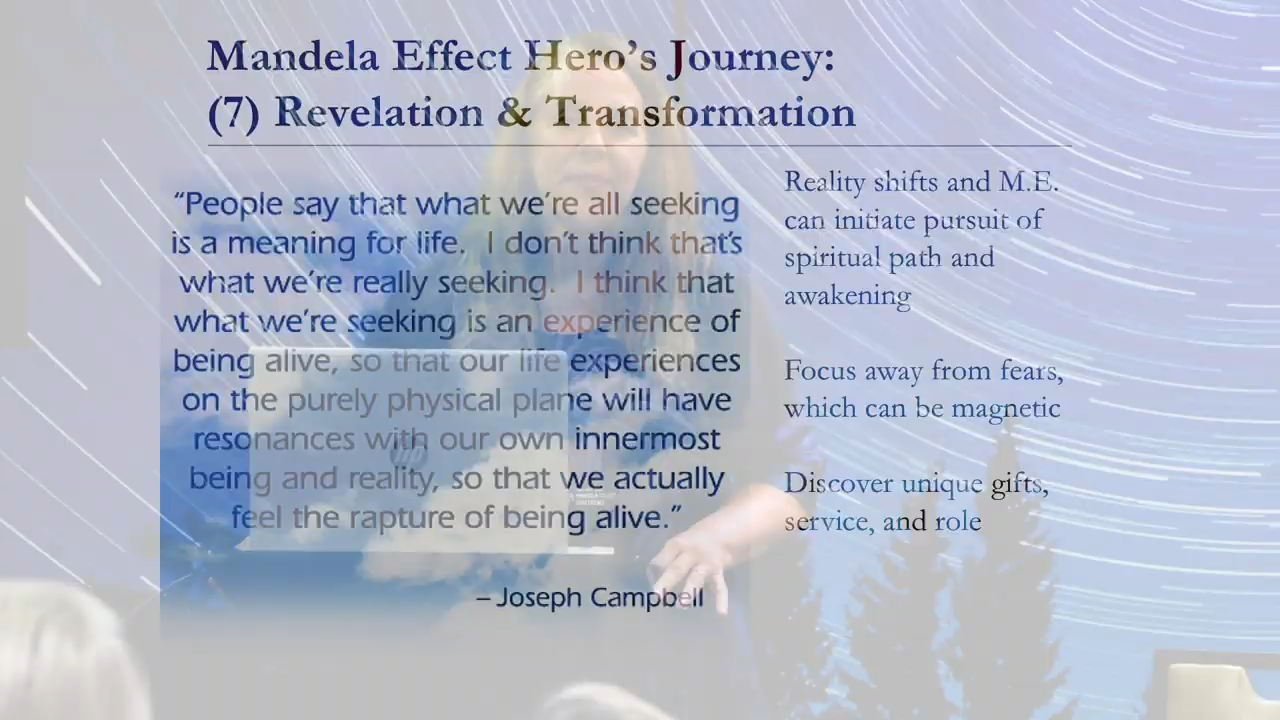 Mandela Effect Hero's Journey:
(7) Revelation & Transformation
"People say that what we're all seeking
is a meaning for life. I don't think that's
what we're really seeking. I think that
what we're seeking is an experience of
being alive, so that our life experiences
on the purely physical plane will have
resonances with our own innermost
being and reality, so that we actually
feel the rapture of being alive."
– Joseph Campbell
Reality shifts and M.E.
can initiate pursuit of
spiritual path and
awakening
Focus away from fears,
which can be magnetic
Discover unique gifts,
service, and role